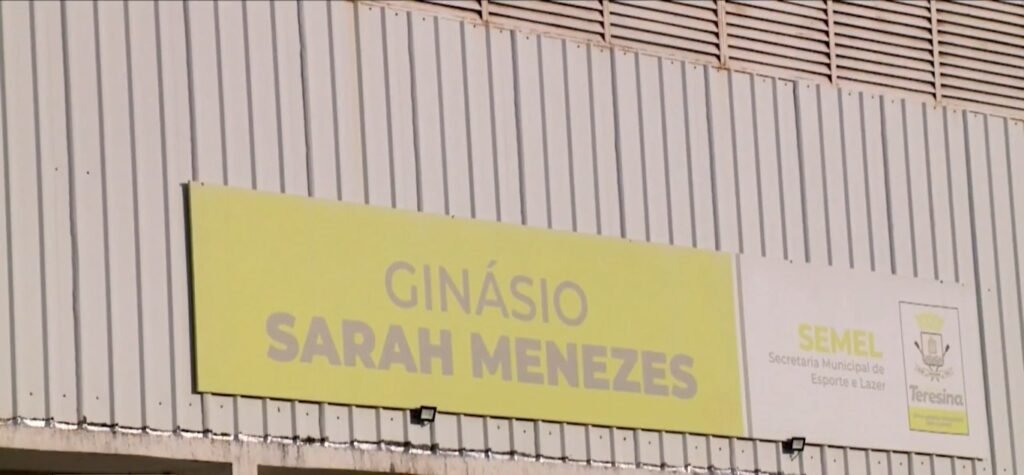 GINÁSIO
SARAH MENEZES
SEMEL
Secretaria Municipal de
Esporte e Lazer
Teresina